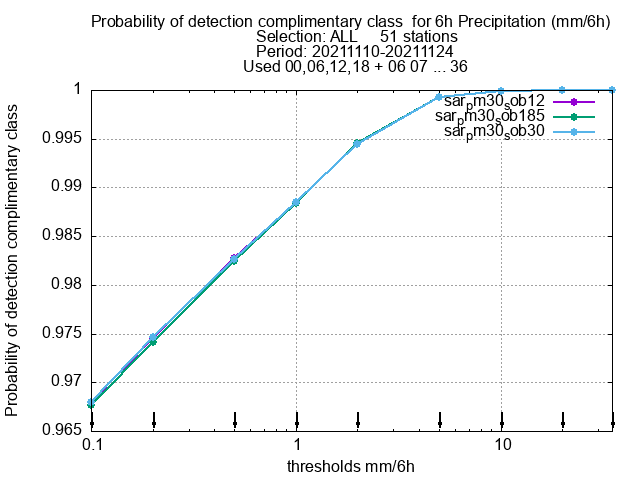 Probability of detection complimentary class  for 6h Precipitation (mm/6h)
Selection: ALL     51 stations
Period: 20211110-20211124
Used 00,06,12,18 + 06 07 ... 36
Probability of detection complimentary class
1
0.995
0.99
0.985
0.98
0.975
0.97
0.965
sarpm30sob12
sarpm30sob185
sarpm30sob30
0.1
1
10
thresholds mm/6h